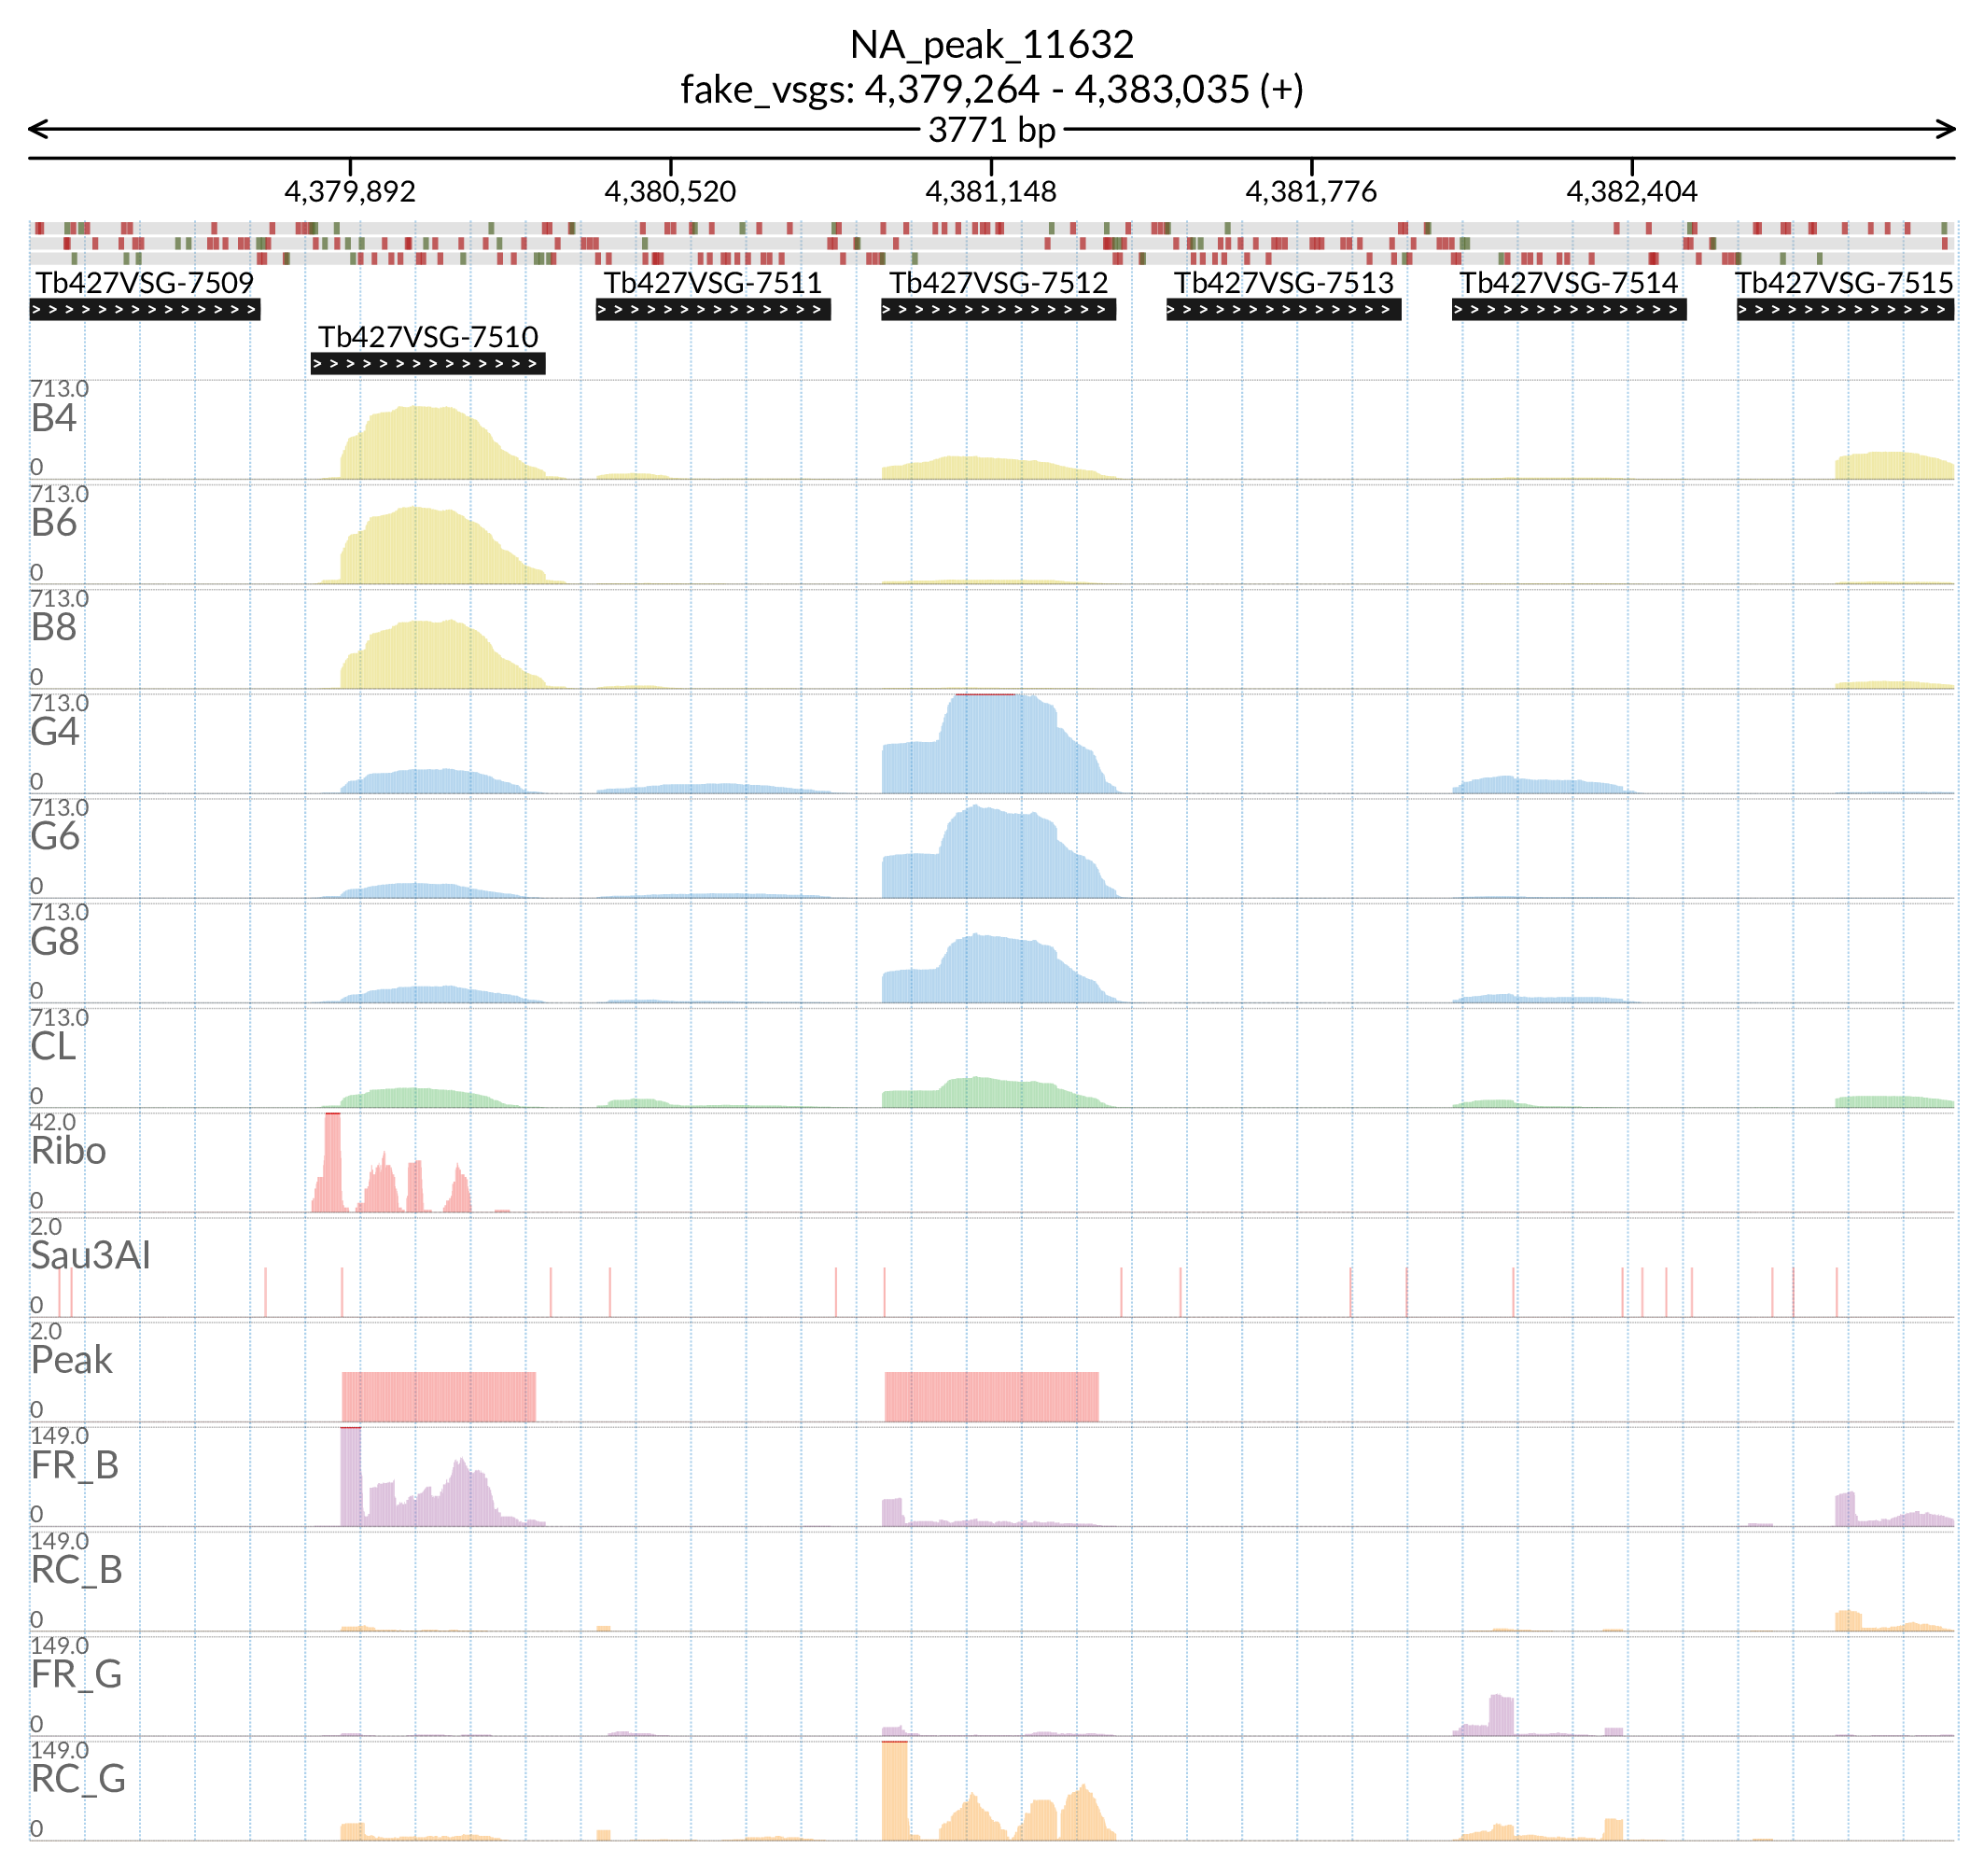 NA_peak_11632
fake_vsgs: 4,379,264 - 4,383,035 (+)
3771 bp
4,379,892 4,380,520 4,381,148 4,381,776 4,382,404
Tb427VSG-7509 Tb427VSG-7511 Tb427VSG-7512 Tb427VSG-7513 Tb427VSG-7514 Tb427VSG-7515
Tb427VSG-7510
713.0
B4
0
713.0
B6
0
713.0
B8
0
713.0
G4
0
713.0
G6
0
713.0
G8
0
713.0
CL
0
42.0
Ribo
0
2.0
Sau3AI
0
2.0
Peak
0
149.0
FR_B
0
149.0
RC_B
0
149.0
FR_G
0
149.0
RC_G
0